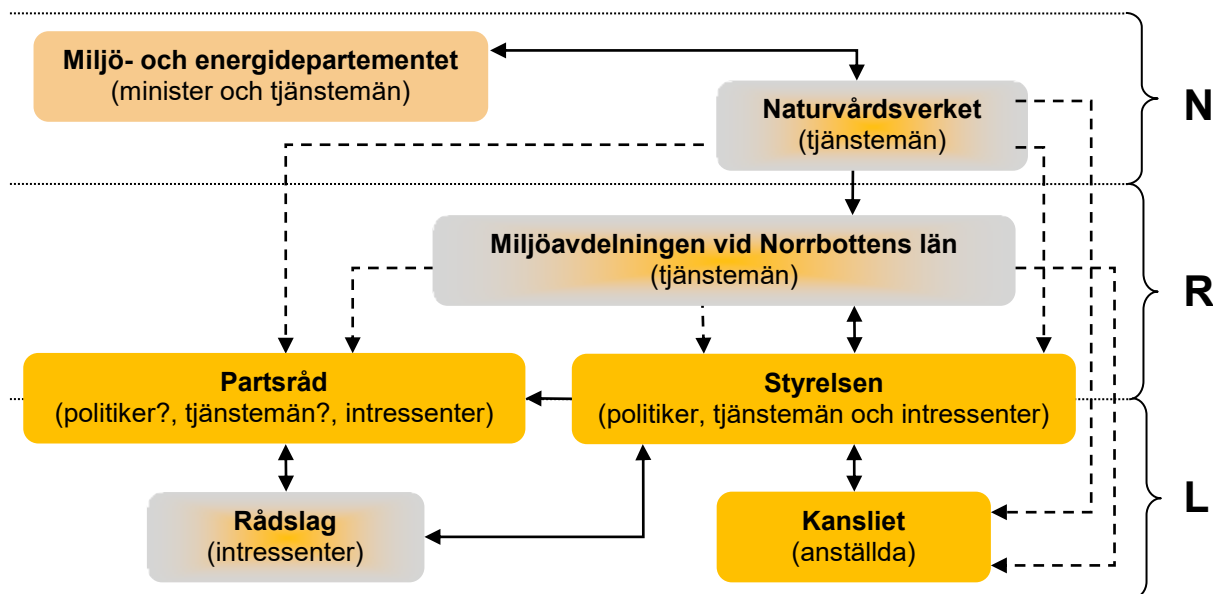 Miljö- och energidepartementet
(minister och tjänstemän)
Naturvårdsverket
(tjänstemän)
N
Miljöavdelningen vid Norrbottens län
(tjänstemän)
R
Partsråd
(politiker?, tjänstemän?, intressenter)
Styrelsen
(politiker, tjänstemän och intressenter)
Rådslag
(intressenter)
Kansliet
(anställda)
L